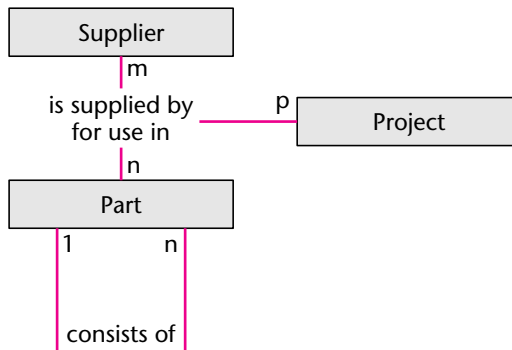 Supplier
m
is supplied by
for use in
p
Project
n
Part
1
n
consists of